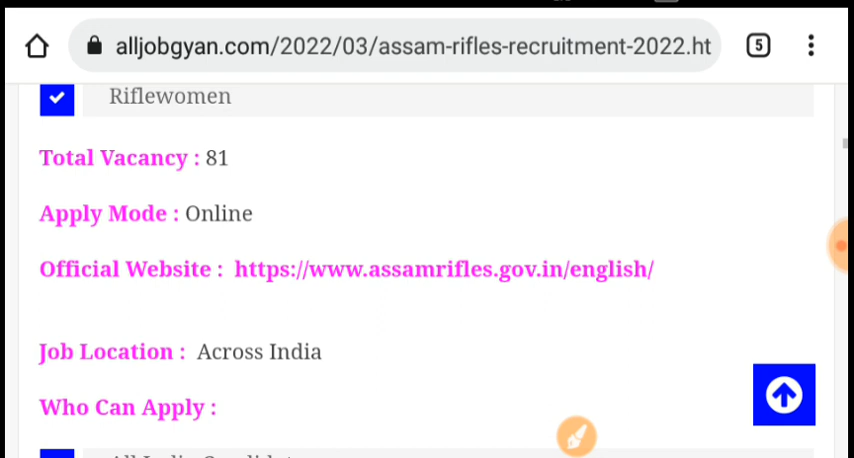 alljobgyan.com/2022/03/assam-rifles-recruitment-2022.ht
5
Riflewomen
Total Vacancy : 81
Apply Mode : Online
Official Website : https://www.assamrifles.gov.in/english/
Job Location : Across India
Who Can Apply :